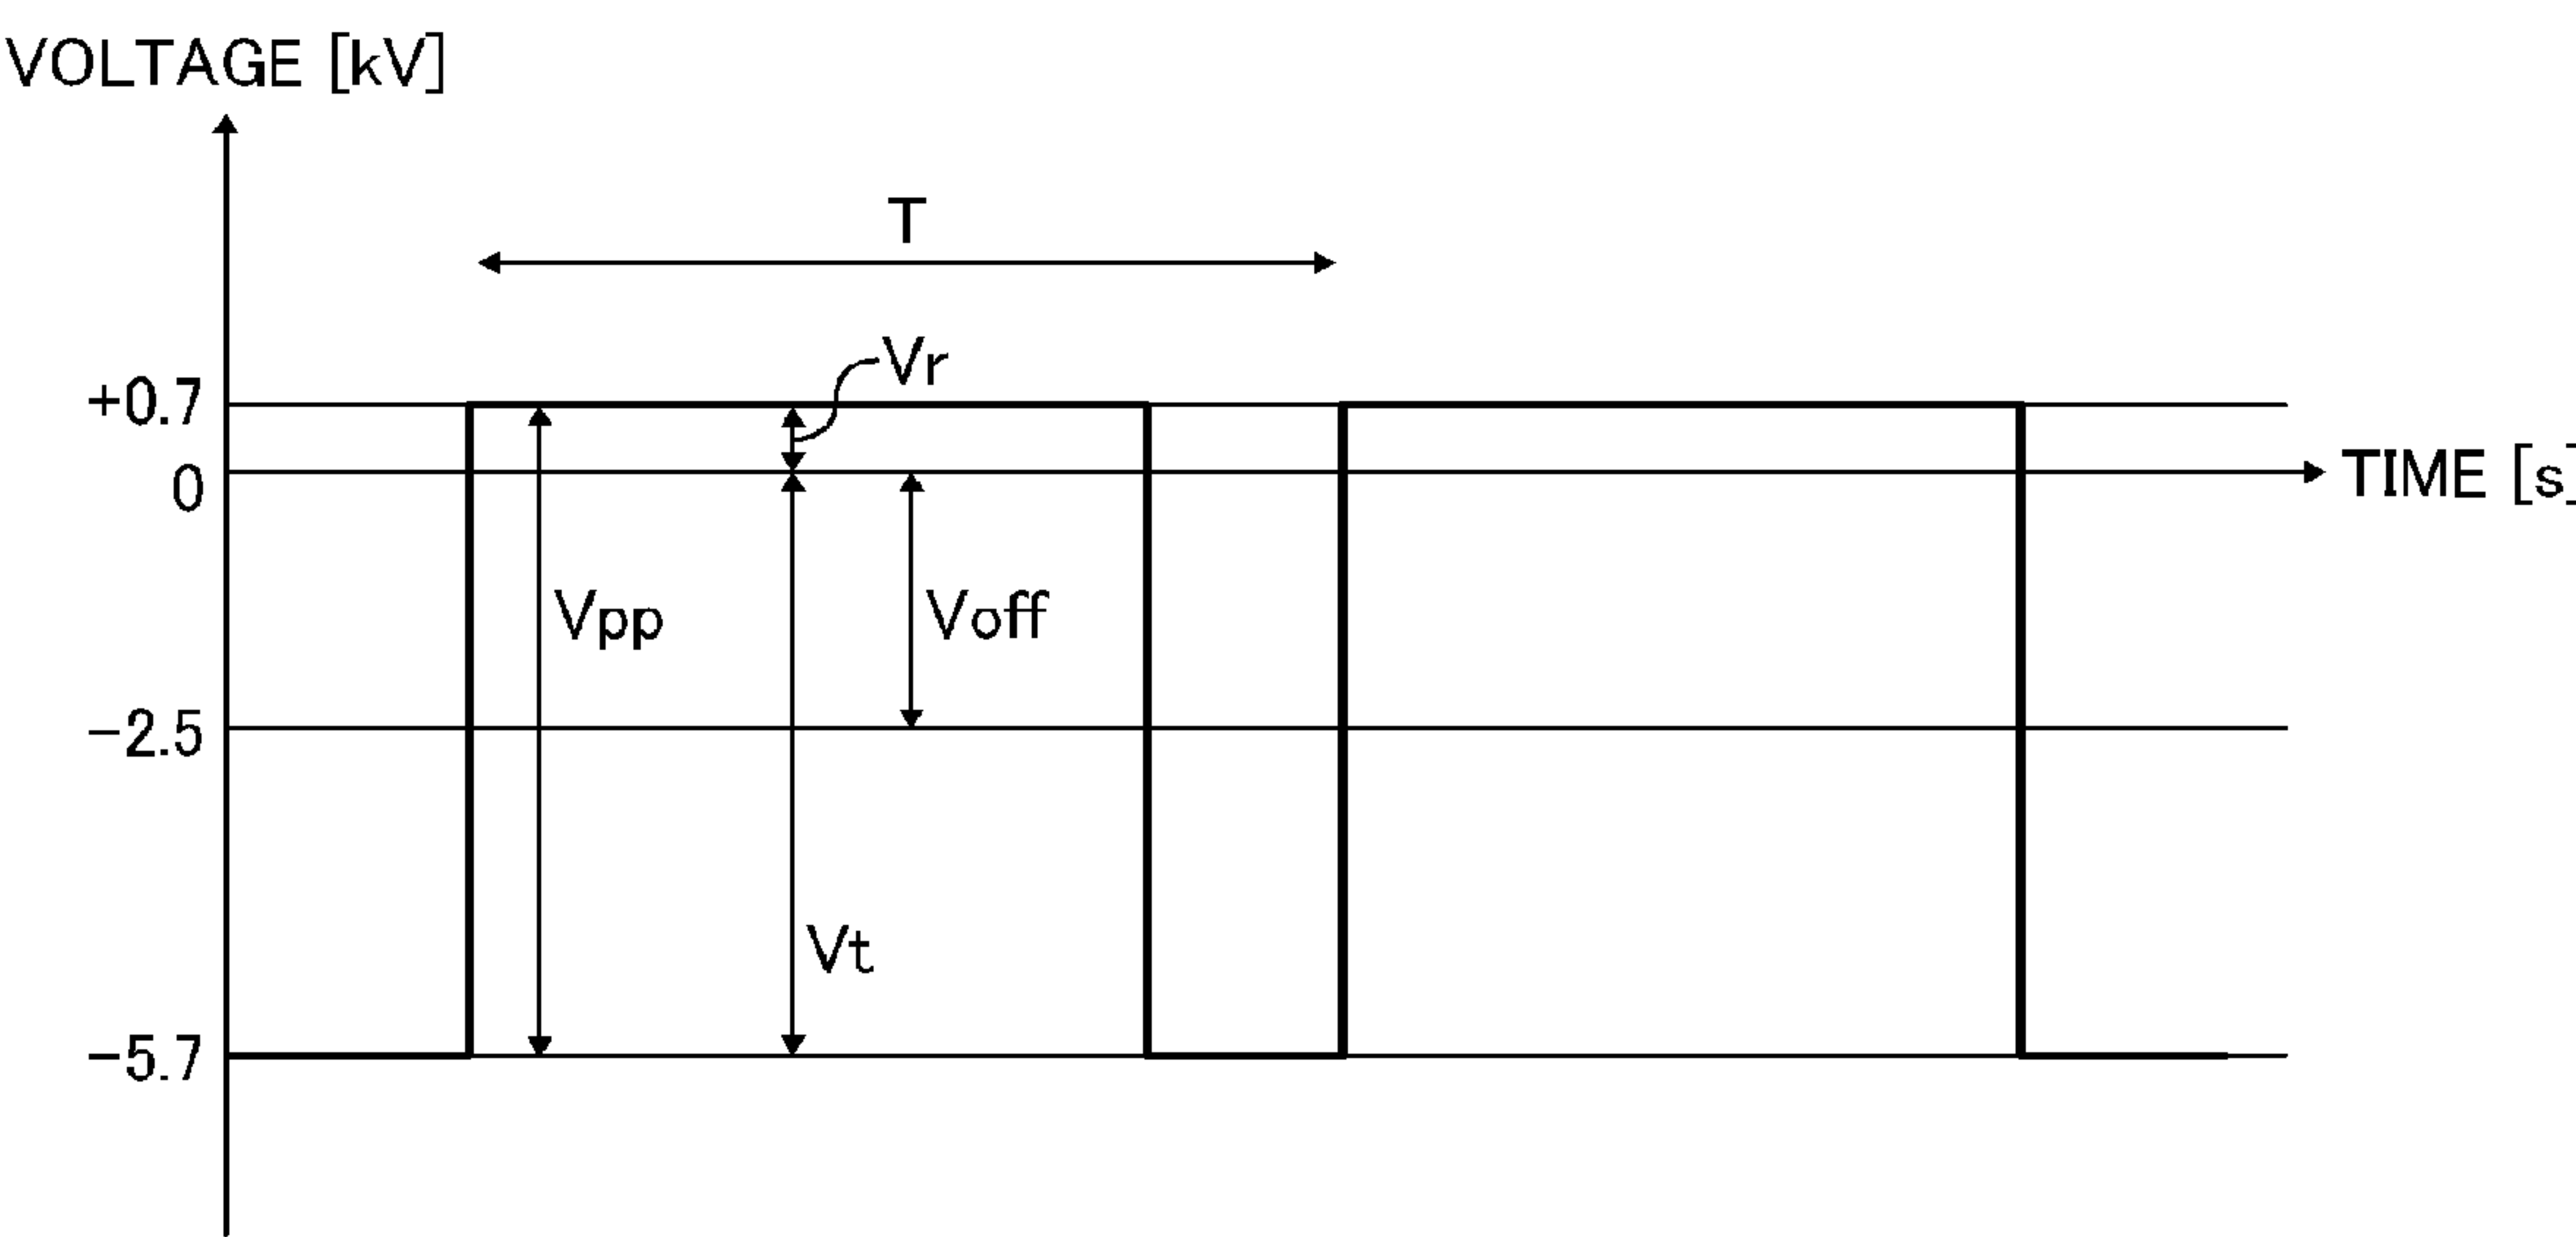 VOLTAGE [kV]
T
Vr
+0.7
0
TIME [s]
Vpp
Voff
−2.5
Vt
−5.7